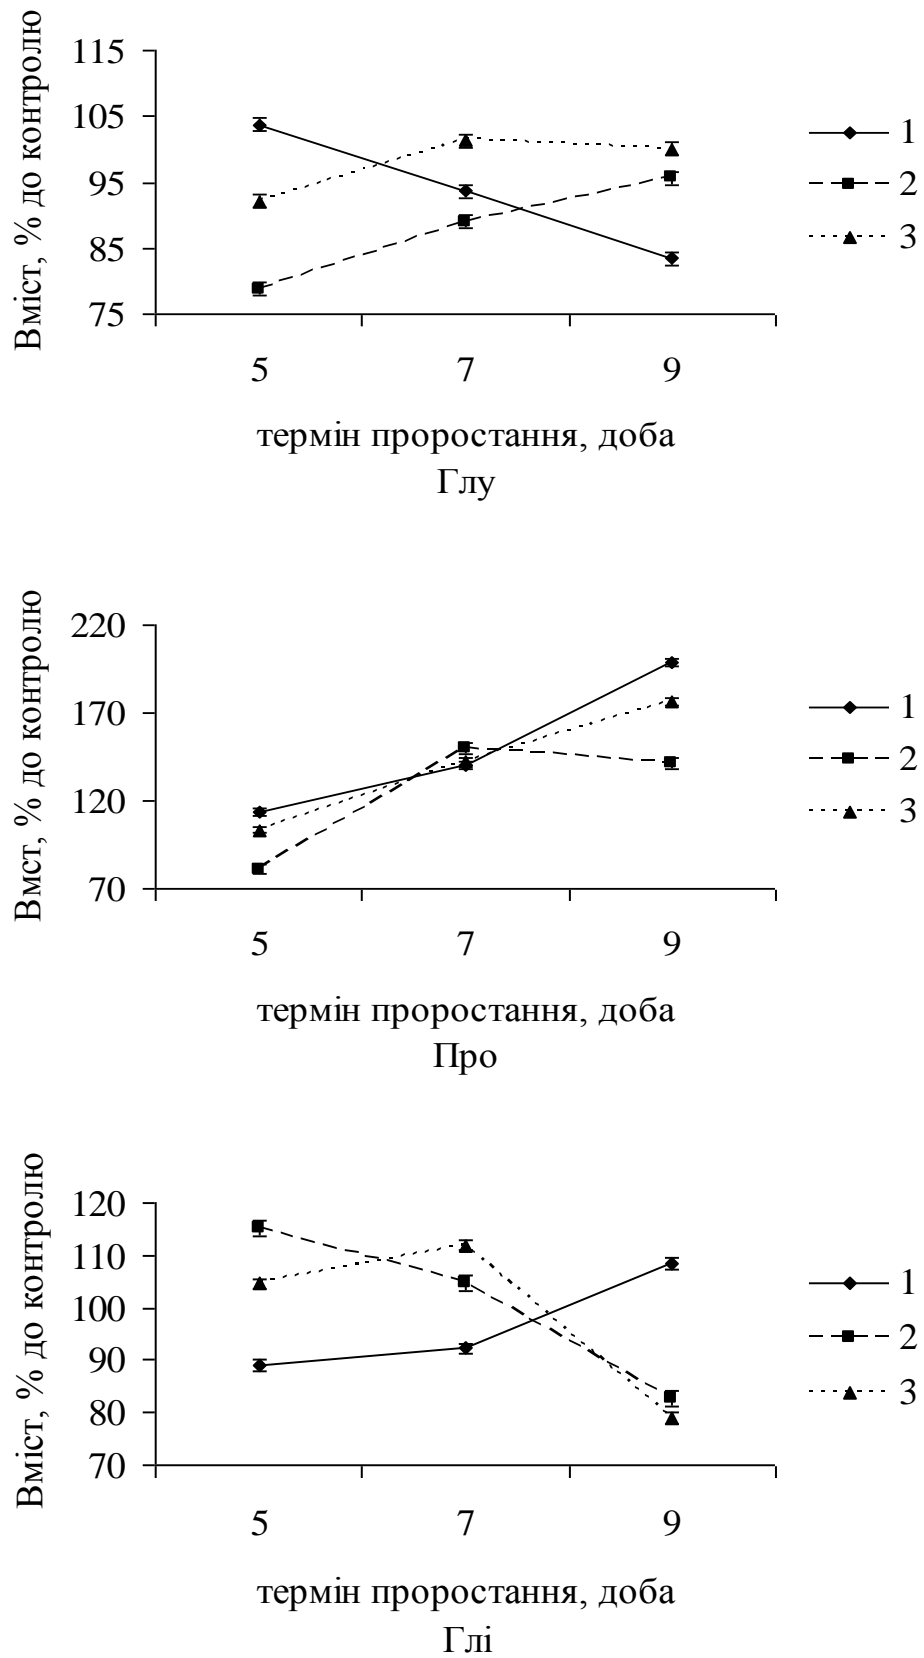 Вміст, % до контролю
115
105
95
85
75
5 7 9
термін проростання, доба
Глу
1
2
3
Вмст, % до контролю
220
170
120
70
5 7 9
термін проростання, доба
Про
1
2
3
Вміст, % до контролю
120
110
100
90
80
70
5 7 9
термін проростання, доба
Глі
1
2
3